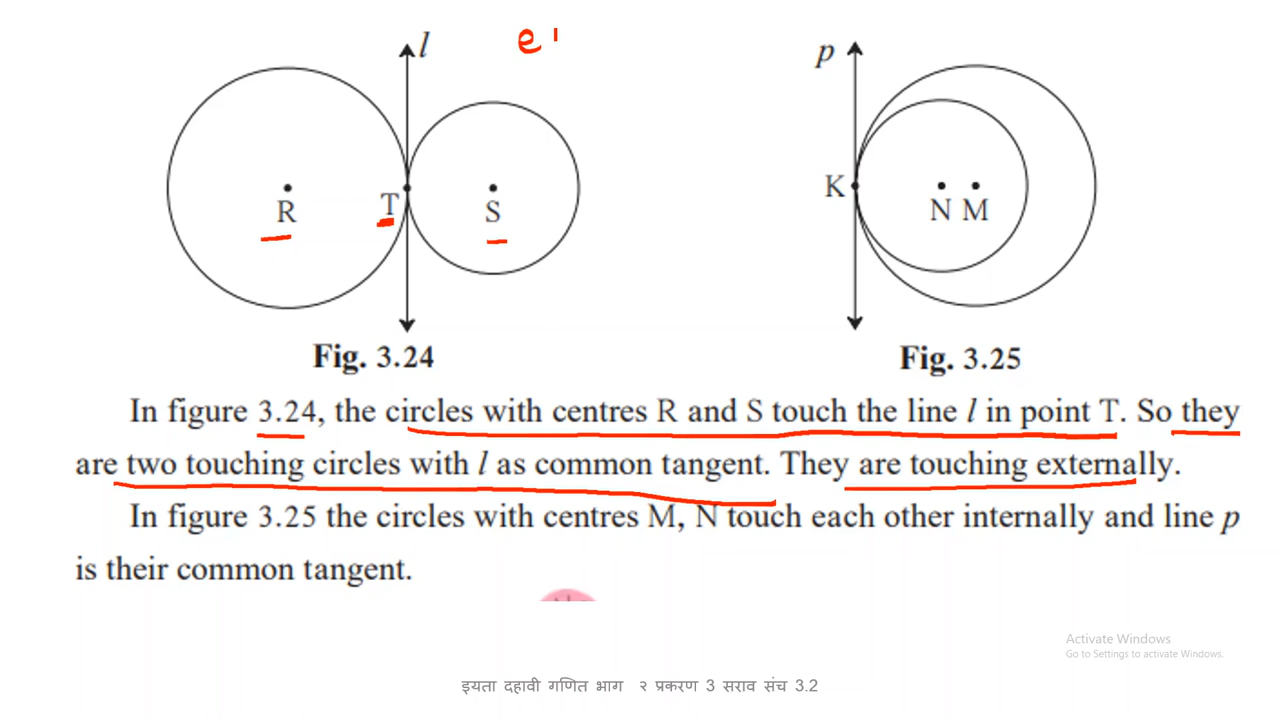 e
l
p
R
T
S
K
N M
Fig. 3.24
Fig. 3.25
In figure 3.24, the circles with centres R and S touch the line l in point T. So they
are two touching circles with l as common tangent. They are touching externally.
In figure 3.25 the circles with centres M, N touch each other internally and line p
is their common tangent.
Activate Windows
Go to Settings to activate Windows.
इयता दहावी गणित भाग २ प्रकरण 3 सराव संच 3.2